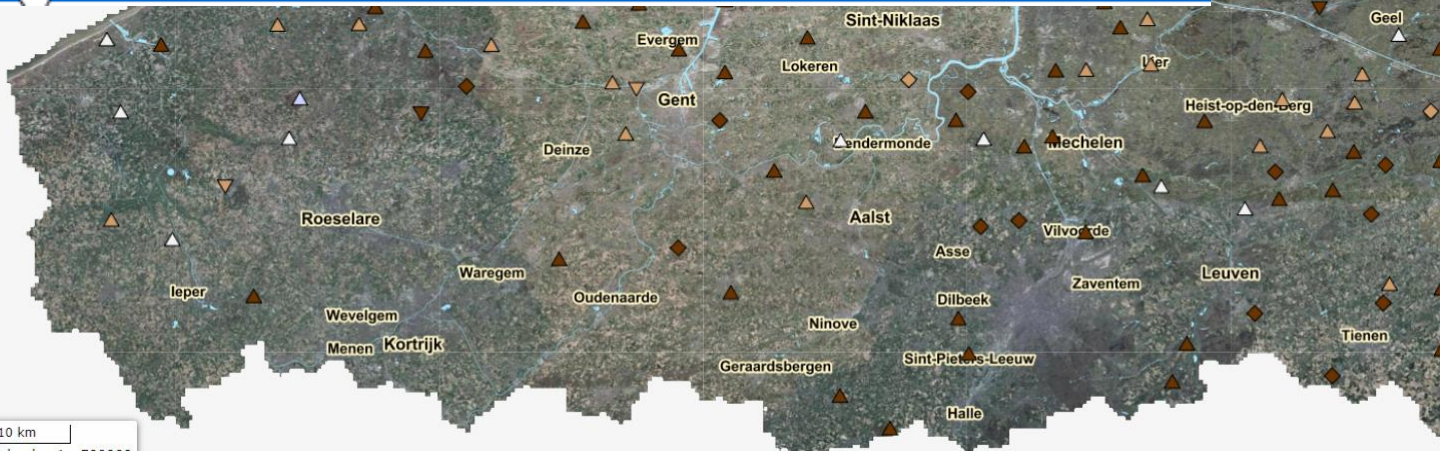 Geel
Sint-Niklaas
Evergem
Lier
Lokeren
Gent
Heist-op-den-Berg
Dendermonde
Mechelen
Deinze
Roeselare
Aalst
Vilvoorde
Asse
Waregem
Leuven
Zaventem
Ieper
Oudenaarde
Dilbeek
Wevelgem
Ninove
Tienen
Kortrijk
Menen
Sint-Pieters-Leeuw
Geraardsbergen
Halle
10 km